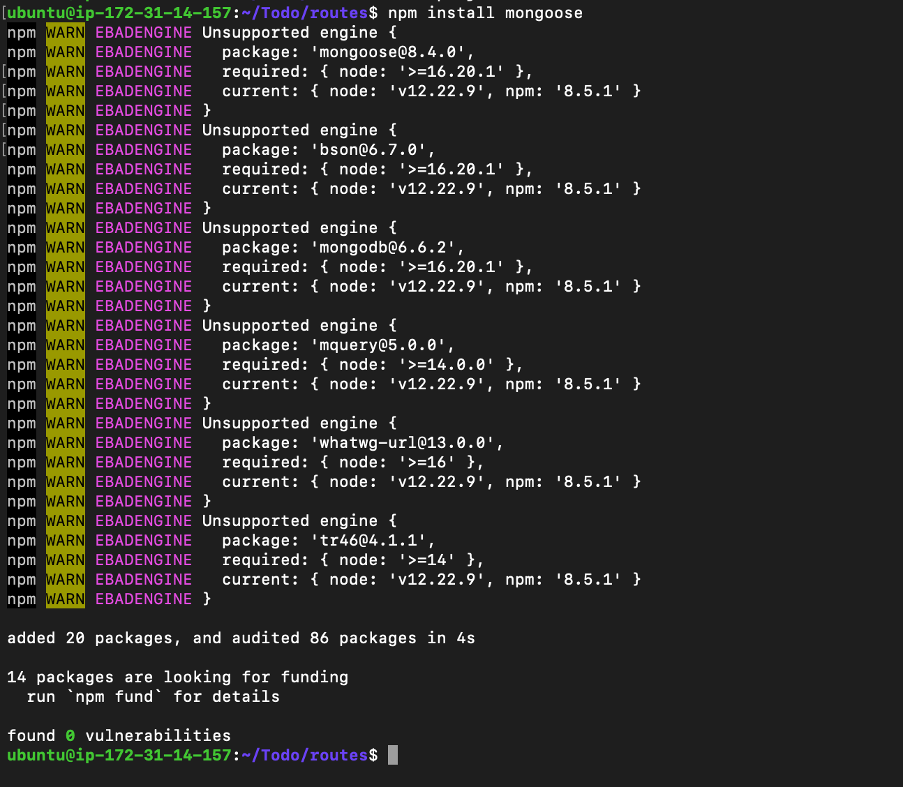 [ubuntu@ip-172-31-14-157:~/Todo/routes$ npm install mongoose
npm WARN EBADENGINE Unsupported engine {
npm WARN EBADENGINE   package: 'mongoose@8.4.0',
[npm WARN EBADENGINE   required: { node: '>=16.20.1' },
[npm WARN EBADENGINE   current: { node: 'v12.22.9', npm: '8.5.1' }
[npm WARN EBADENGINE }
[npm WARN EBADENGINE Unsupported engine {
[npm WARN EBADENGINE   package: 'bson@6.7.0',
npm WARN EBADENGINE   required: { node: '>=16.20.1' },
npm WARN EBADENGINE   current: { node: 'v12.22.9', npm: '8.5.1' }
npm WARN EBADENGINE }
npm WARN EBADENGINE Unsupported engine {
npm WARN EBADENGINE   package: 'mongodb@6.6.2',
npm WARN EBADENGINE   required: { node: '>=16.20.1' },
npm WARN EBADENGINE   current: { node: 'v12.22.9', npm: '8.5.1' }
npm WARN EBADENGINE }
npm WARN EBADENGINE Unsupported engine {
npm WARN EBADENGINE   package: 'mquery@5.0.0',
npm WARN EBADENGINE   required: { node: '>=14.0.0' },
npm WARN EBADENGINE   current: { node: 'v12.22.9', npm: '8.5.1' }
npm WARN EBADENGINE }
npm WARN EBADENGINE Unsupported engine {
npm WARN EBADENGINE   package: 'whatwg-url@13.0.0',
npm WARN EBADENGINE   required: { node: '>=16' },
npm WARN EBADENGINE   current: { node: 'v12.22.9', npm: '8.5.1' }
npm WARN EBADENGINE }
npm WARN EBADENGINE Unsupported engine {
npm WARN EBADENGINE   package: 'tr46@4.1.1',
npm WARN EBADENGINE   required: { node: '>=14' },
npm WARN EBADENGINE   current: { node: 'v12.22.9', npm: '8.5.1' }
npm WARN EBADENGINE }
added 20 packages, and audited 86 packages in 4s
14 packages are looking for funding
  run `npm fund` for details
found 0 vulnerabilities
ubuntu@ip-172-31-14-157:~/Todo/routes$